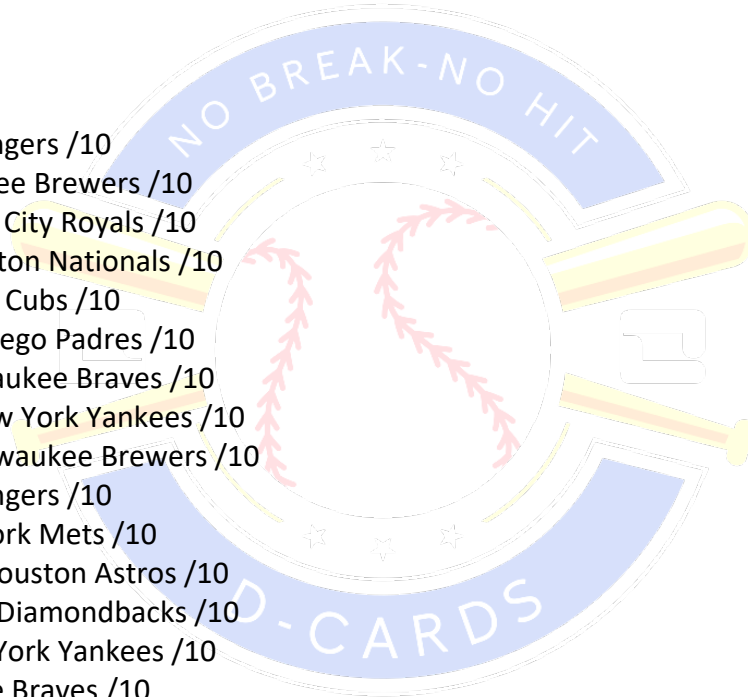 NO BREAK-NO HIT
ngers /10
ee Brewers /10
City Royals /10
ton Nationals /10
Cubs /10
ego Padres /10
aukee Braves /10
w York Yankees /10
waukee Brewers /10
ngers /10
ork Mets /10
ouston Astros /10
Diamondbacks /10
York Yankees /10
e Braves /10
D-CARDS